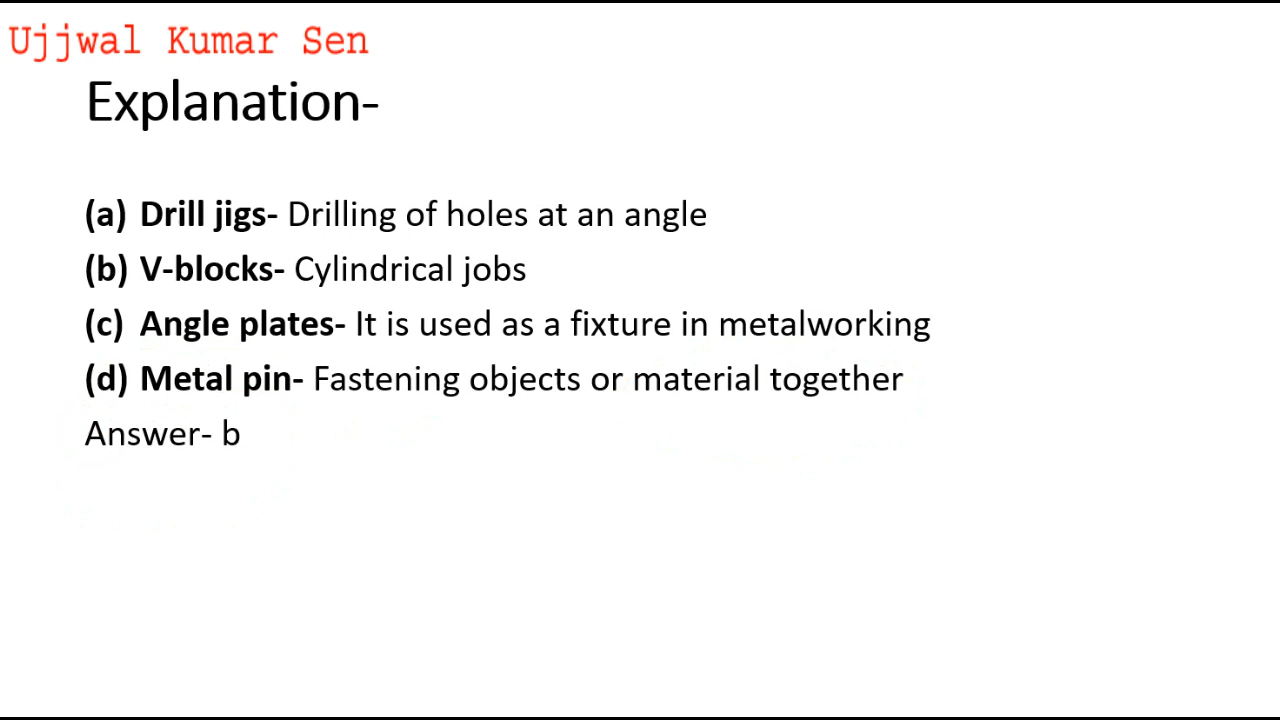 Ujjwal Kumar Sen
Explanation-
(a) Drill jigs- Drilling of holes at an angle
(b) V-blocks- Cylindrical jobs
(c) Angle plates- It is used as a fixture in metalworking
(d) Metal pin- Fastening objects or material together
Answer- b